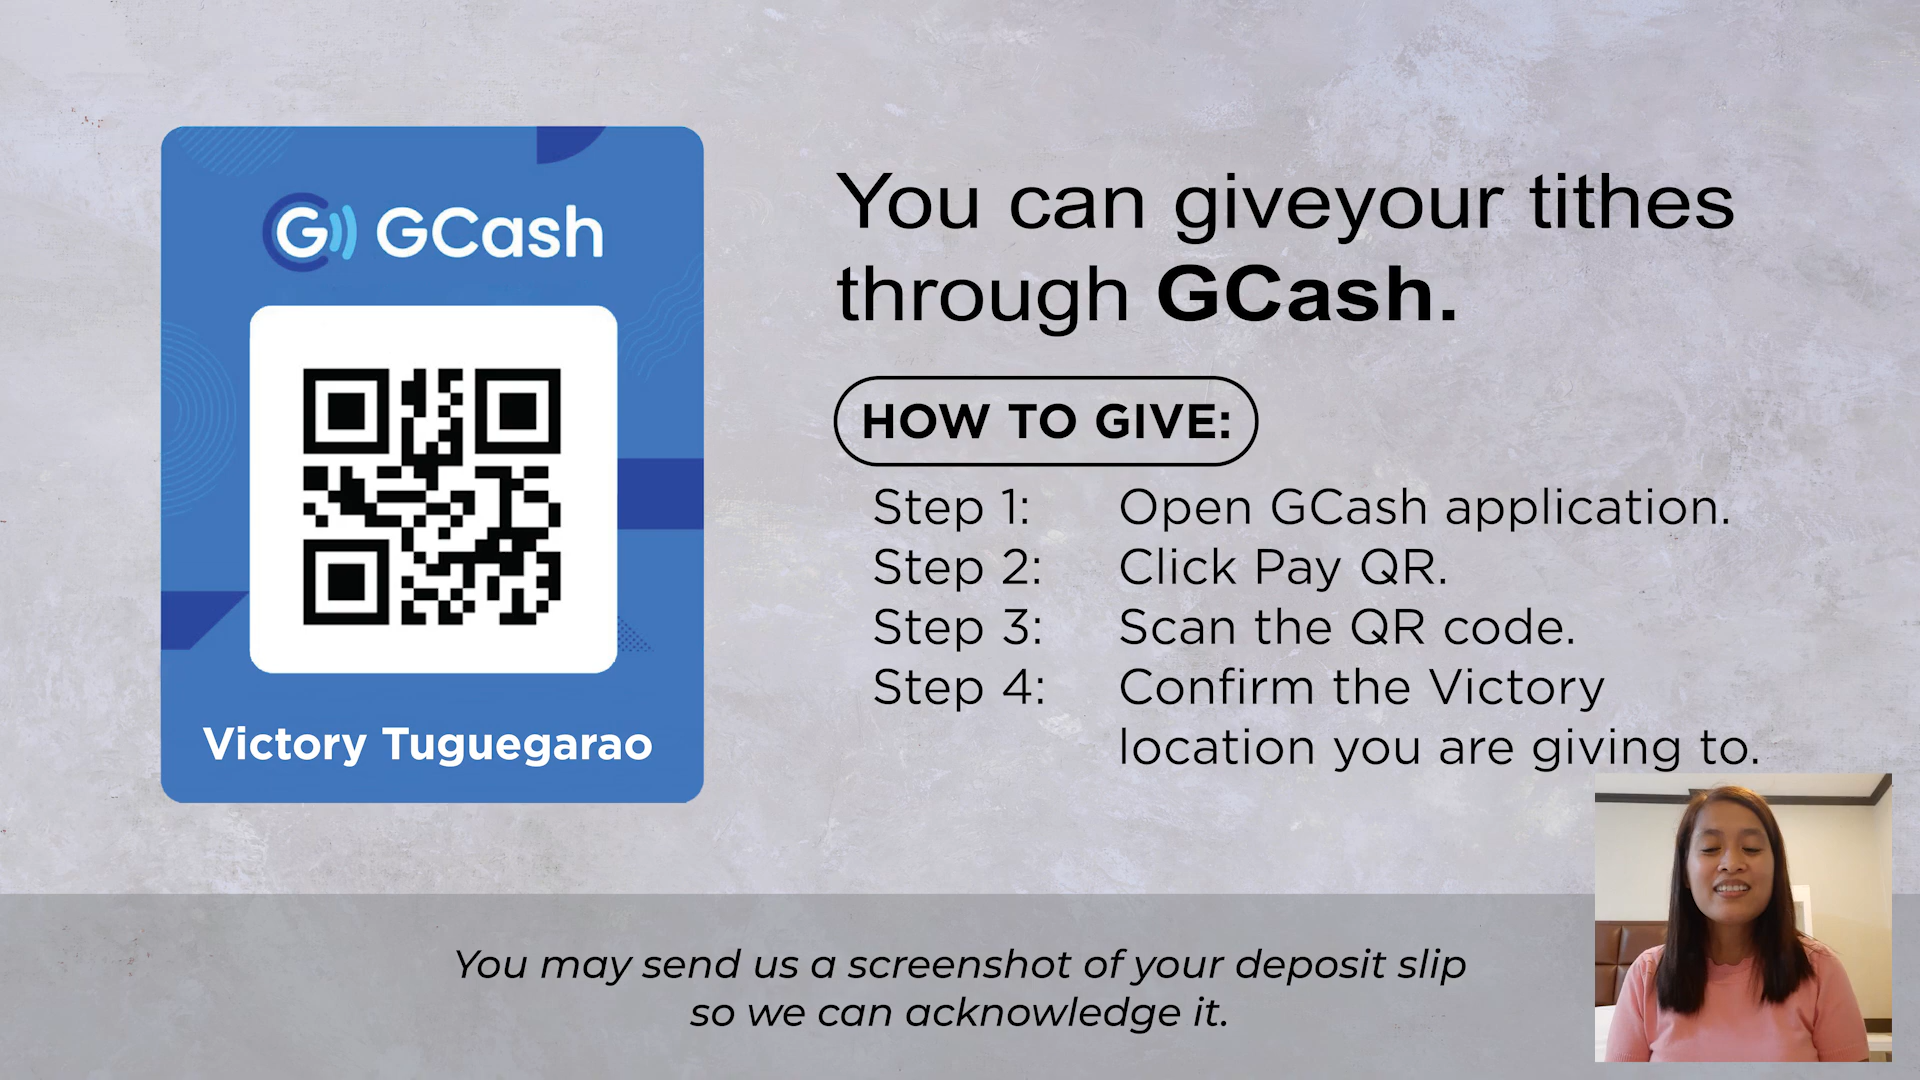 GCash
Victory Tuguegarao
You can giveyour tithes
through GCash.
HOW TO GIVE:
Step 1: Open GCash application.
Step 2: Click Pay QR.
Step 3: Scan the QR code.
Step 4: Confirm the Victory
location you are giving to.
You may send us a screenshot of your deposit slip
so we can acknowledge it.